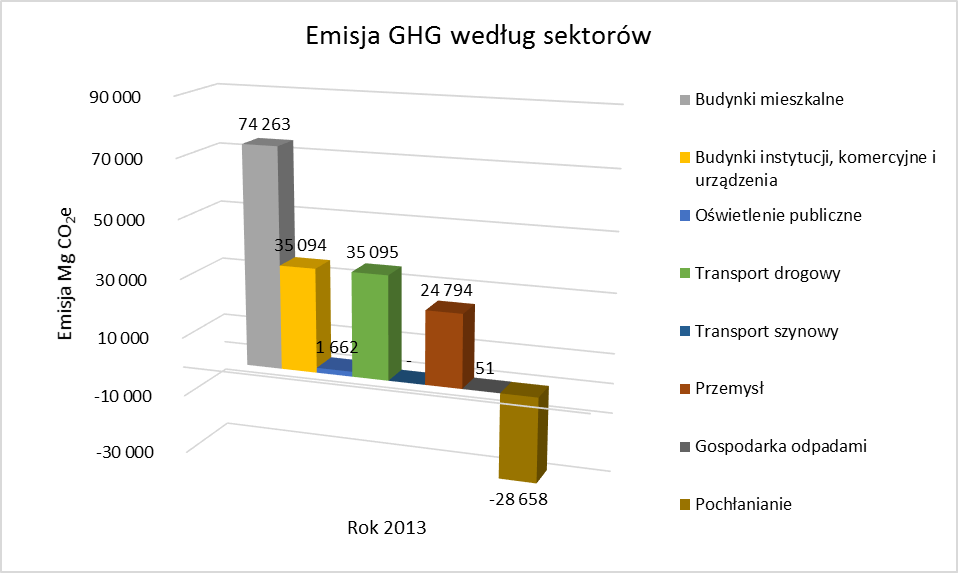 Emisja GHG według sektorów
Emisja Mg CO2e
90 000
70 000
50 000
30 000
10 000
-10 000
-30 000
74 263
35 094
1 662
35 095
-
24 794
51
-28 658
Rok 2013
Budynki mieszkalne
Budynki instytucji, komercyjne i
urządzenia
Oświetlenie publiczne
Transport drogowy
Transport szynowy
Przemysł
Gospodarka odpadami
Pochłanianie